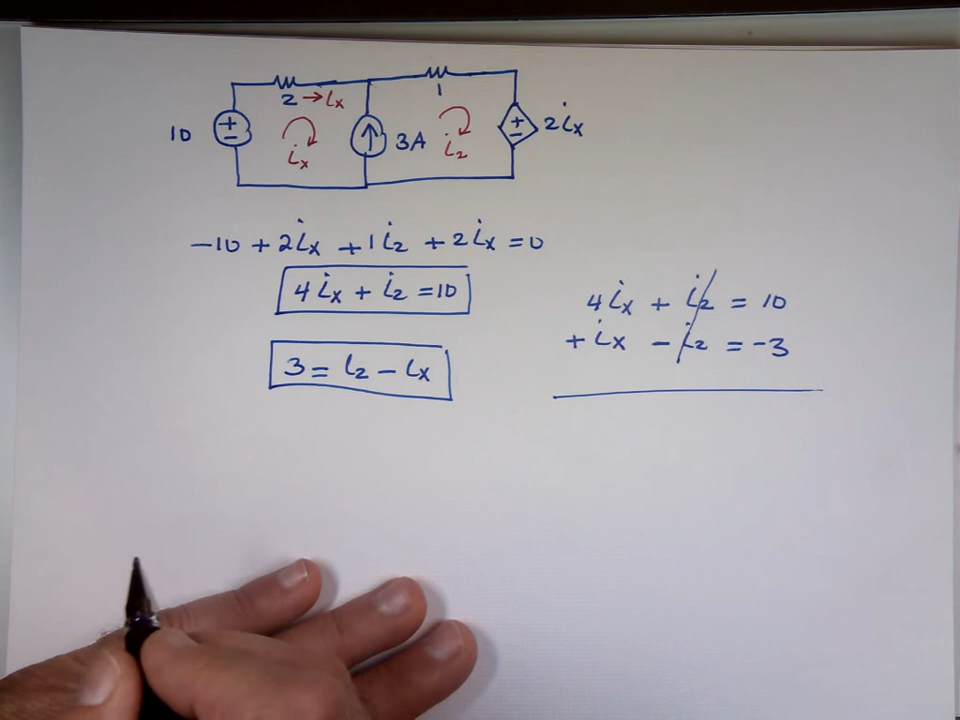 2 → ix
1
10 + − ix ↑ 3A i2 + − 2ix
−10 + 2ix + 1i2 + 2ix = 0
4ix + i2 = 10
3 = i2 − ix
4ix + i2 = 10
+ ix − i2 = −3